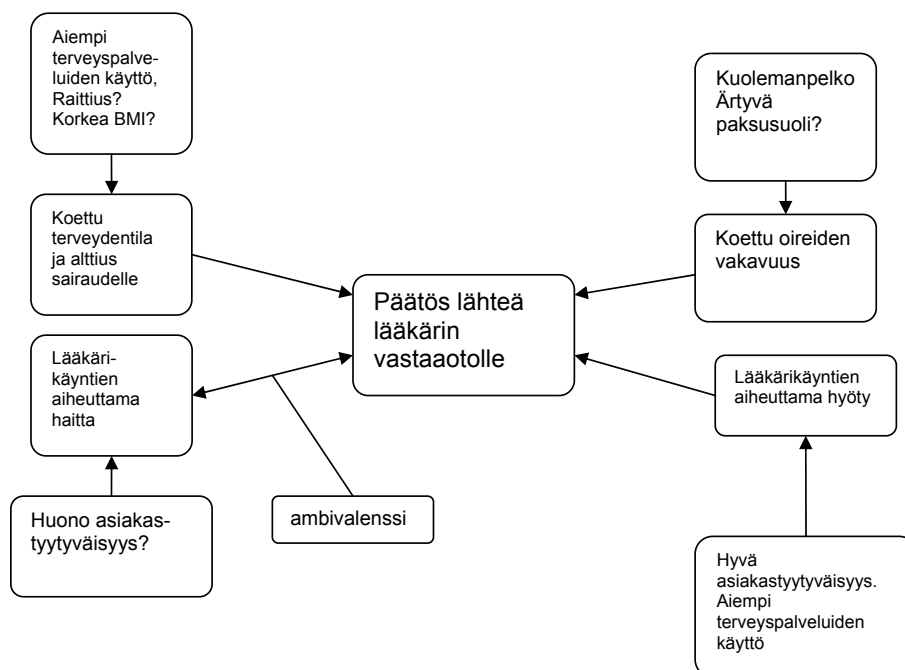 Aiempi
terveyspalve-
luiden käyttö,
Raittius?
Korkea BMI?
Kuolemanpelko
Ärtyvä
paksusuoli?
Koettu
terveydentila
ja alttius
sairaudelle
Koettu oireiden
vakavuus
Päätös lähteä
lääkärin
vastaaotolle
Lääkäri-
käyntien
aiheuttama
haitta
Lääkärikäyntien
aiheuttama hyöty
Huono asiakas-
tyytyväisyys?
ambivalenssi
Hyvä
asiakastyytyväisyys.
Aiempi
terveyspalveluiden
käyttö